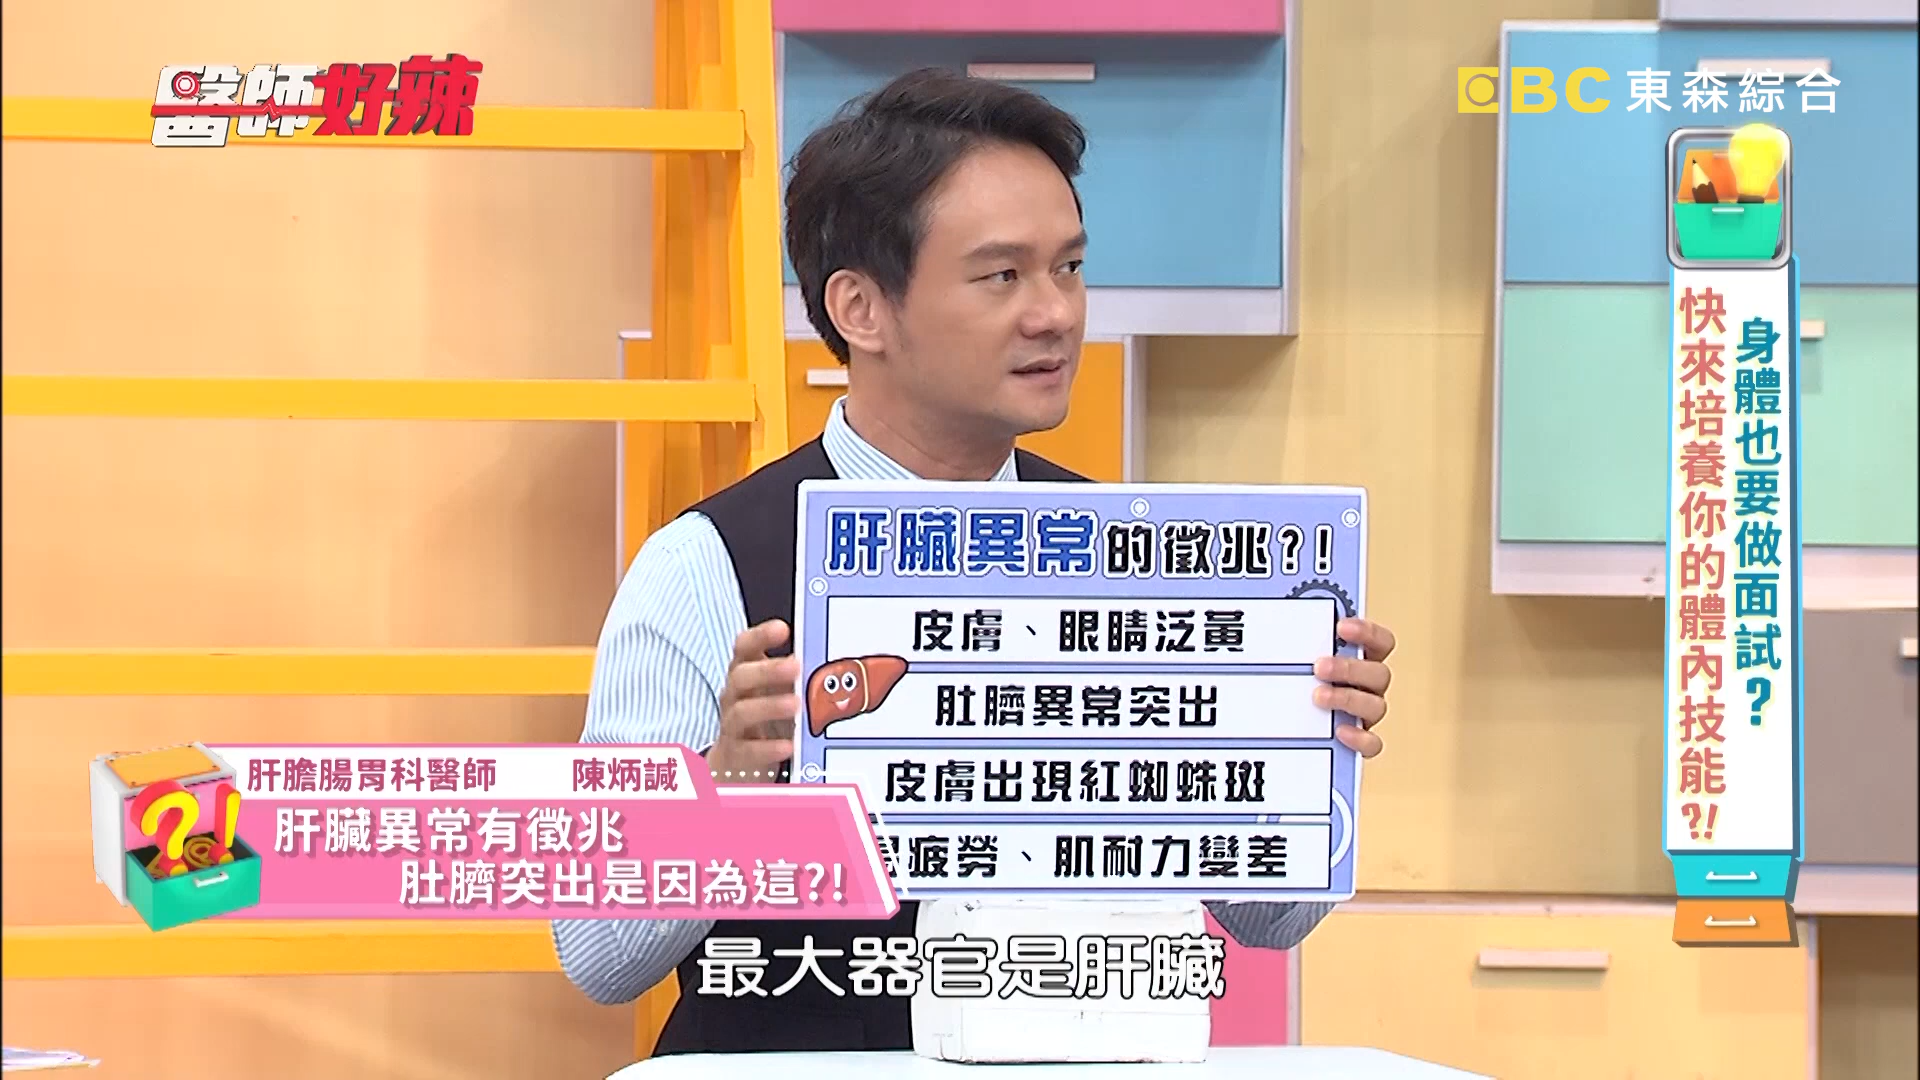 醫師好辣
EBC 東森綜合
身體也要做面試?
快來培養你的體內技能?!
肝臟異常的徵兆?!
皮膚、眼睛泛黃
肚臍異常突出
皮膚出現紅蜘蛛斑
疲勞、肌耐力變差
肝膽腸胃科醫師 陳炳諴
肝臟異常有徵兆
肚臍突出是因為這?!
最大器官是肝臟